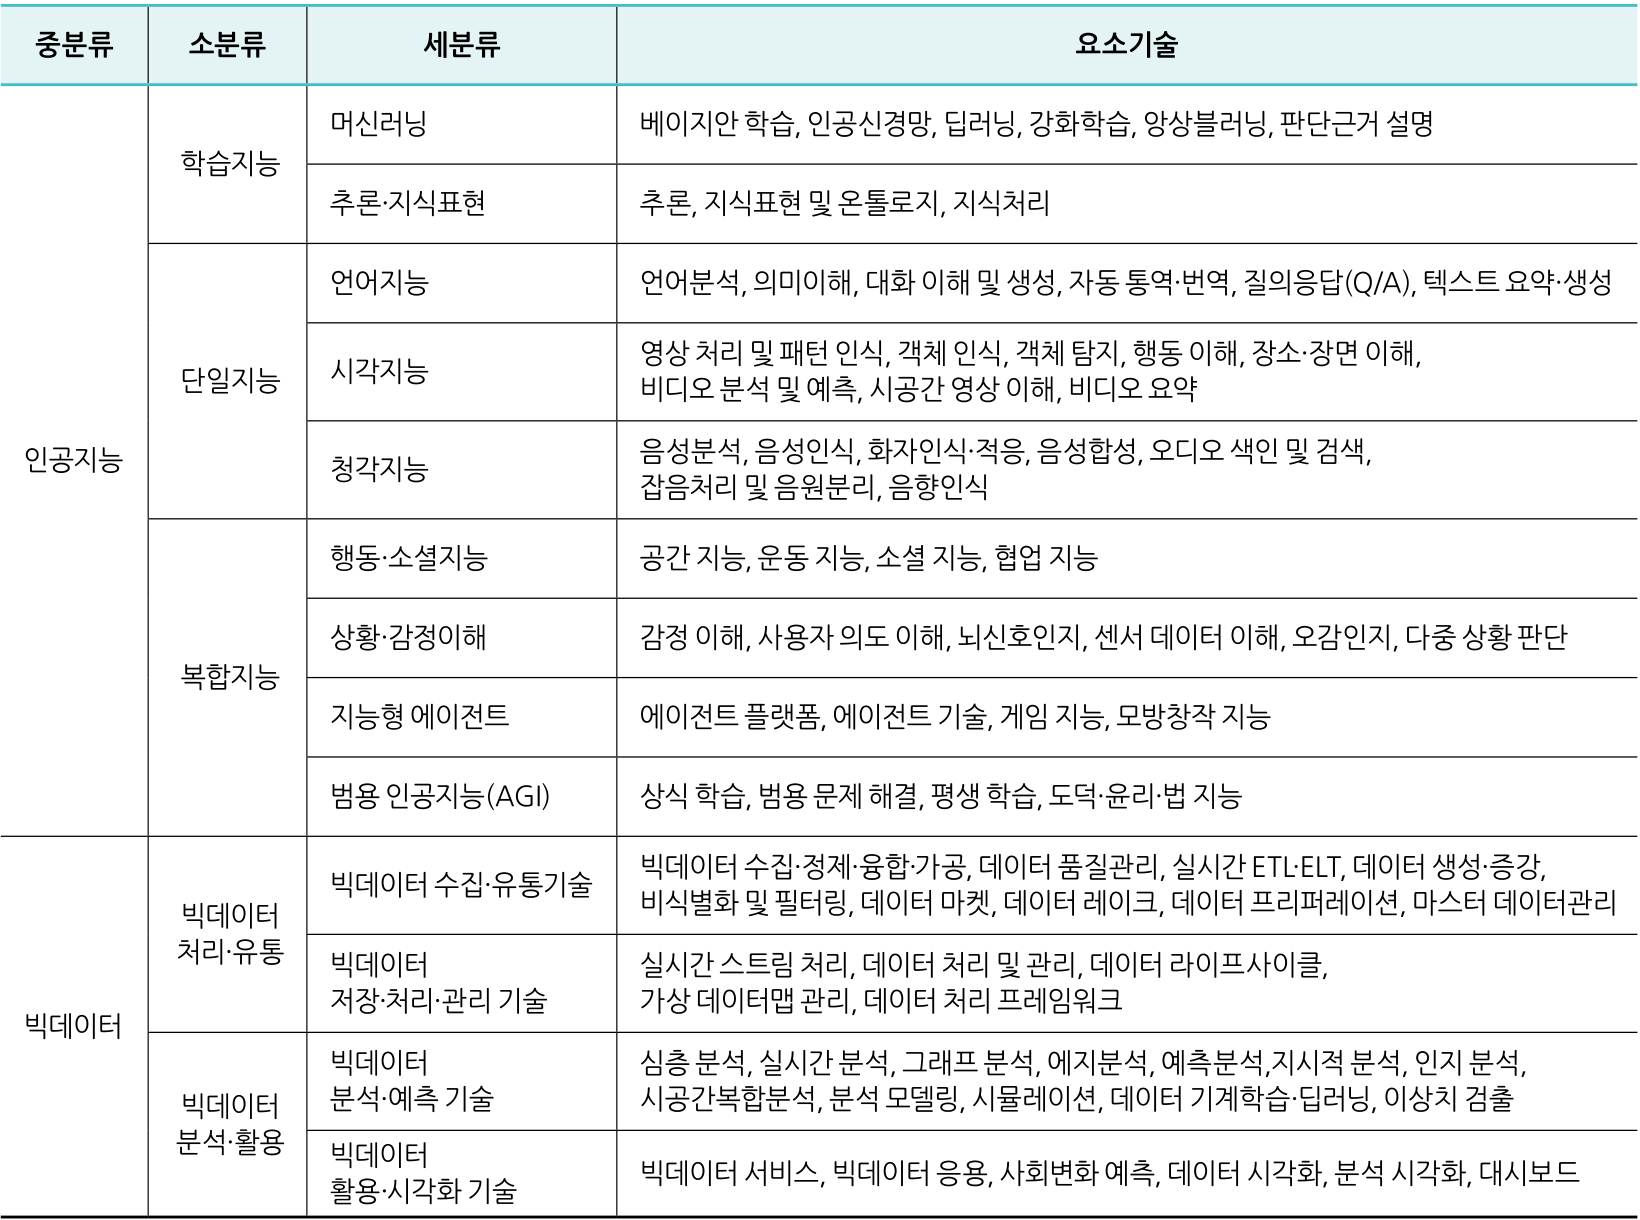 중분류 소분류 세분류 요소기술
인공지능
학습지능
머신러닝
베이지안 학습, 인공신경망, 딥러닝, 강화학습, 앙상블러닝, 판단근거 설명
추론·지식표현
추론, 지식표현 및 온톨로지, 지식처리
단일지능
언어지능
언어분석, 의미이해, 대화 이해 및 생성, 자동 통역·번역, 질의응답(Q/A), 텍스트 요약·생성
시각지능
영상 처리 및 패턴 인식, 객체 인식, 객체 탐지, 행동 이해, 장소·장면 이해,
비디오 분석 및 예측, 시공간 영상 이해, 비디오 요약
청각지능
음성분석, 음성인식, 화자인식·적응, 음성합성, 오디오 색인 및 검색,
잡음처리 및 음원분리, 음향인식
복합지능
행동·소셜지능
공간 지능, 운동 지능, 소셜 지능, 협업 지능
상황·감정이해
감정 이해, 사용자 의도 이해, 뇌신호인지, 센서 데이터 이해, 오감인지, 다중 상황 판단
지능형 에이전트
에이전트 플랫폼, 에이전트 기술, 게임 지능, 모방창작 지능
범용 인공지능(AGI)
상식 학습, 범용 문제 해결, 평생 학습, 도덕·윤리·법 지능
빅데이터
빅데이터
처리·유통
빅데이터 수집·유통기술
빅데이터 수집·정제·융합·가공, 데이터 품질관리, 실시간 ETL·ELT, 데이터 생성·증강,
비식별화 및 필터링, 데이터 마켓, 데이터 레이크, 데이터 프리퍼레이션, 마스터 데이터관리
빅데이터
저장·처리·관리 기술
실시간 스트림 처리, 데이터 처리 및 관리, 데이터 라이프사이클,
가상 데이터맵 관리, 데이터 처리 프레임워크
빅데이터
분석·활용
빅데이터
분석·예측 기술
심층 분석, 실시간 분석, 그래프 분석, 에지분석, 예측분석,지시적 분석, 인지 분석,
시공간복합분석, 분석 모델링, 시뮬레이션, 데이터 기계학습·딥러닝, 이상치 검출
빅데이터
활용·시각화 기술
빅데이터 서비스, 빅데이터 응용, 사회변화 예측, 데이터 시각화, 분석 시각화, 대시보드